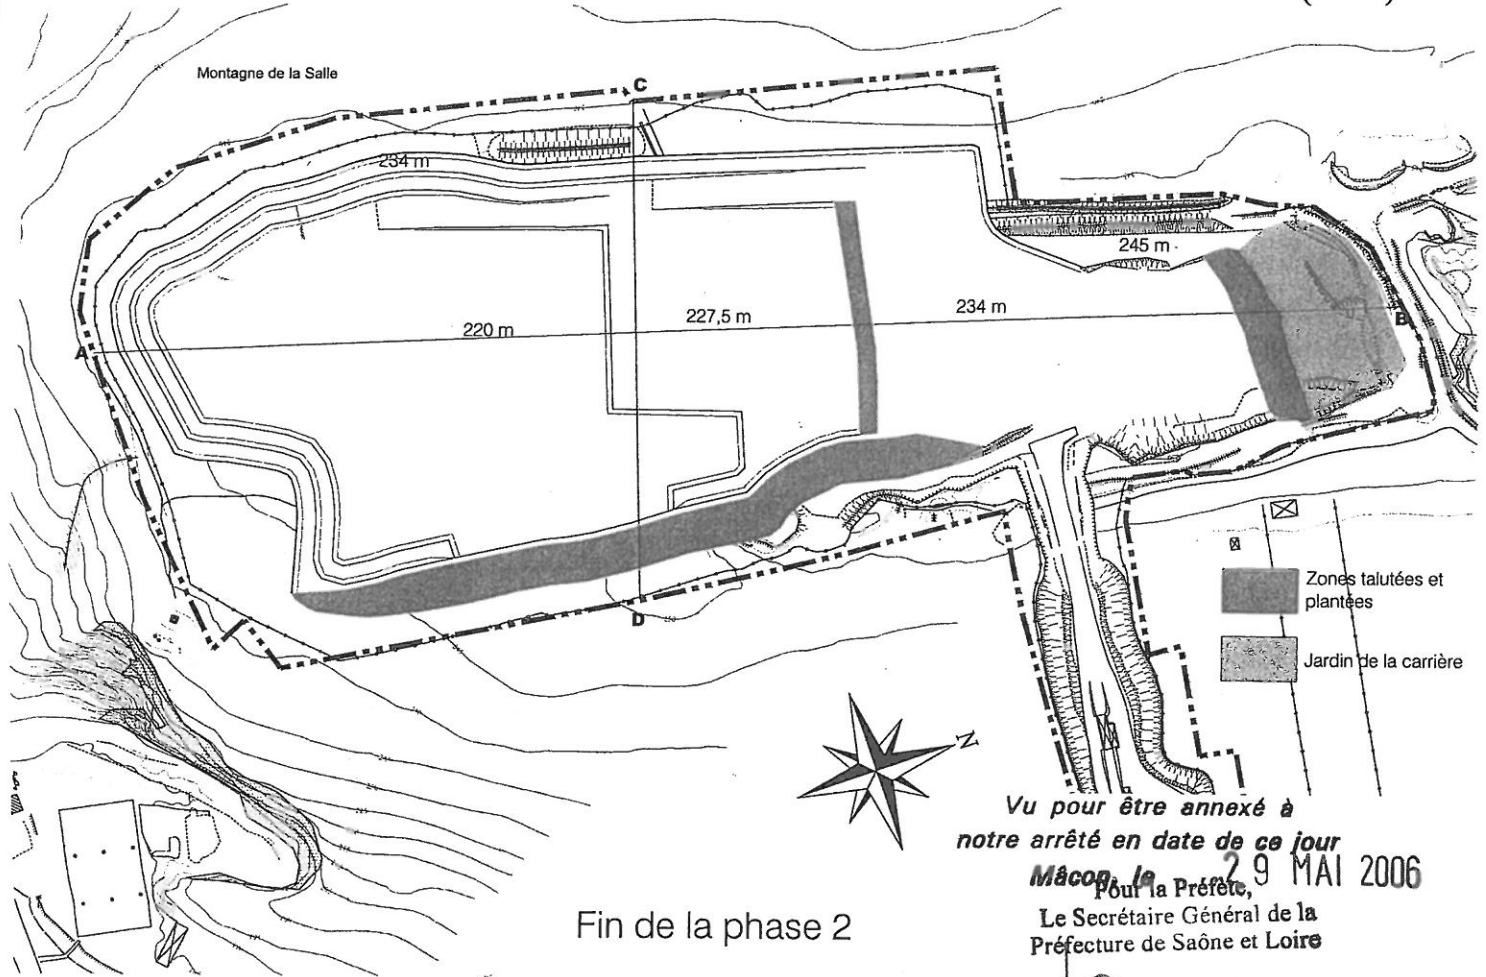 Montagne de la Salle
C
234 m
245 m
234 m
227,5 m
220 m
A
B
D
Zones talutées et
plantées
Jardin de la carrière
N
Vu pour être annexé à
notre arrêté en date de ce jour
Mâcon, le 29 MAI 2006
Pour la Préfète,
Le Secrétaire Général de la
Préfecture de Saône et Loire
Fin de la phase 2